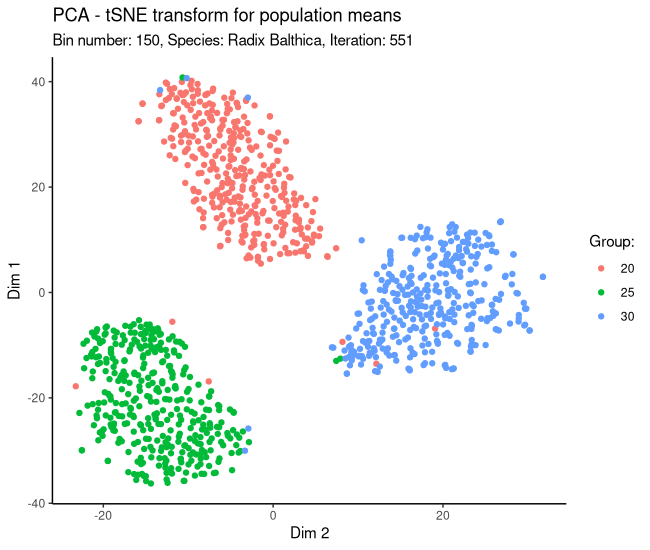 PCA - tSNE transform for population means
Bin number: 150, Species: Radix Balthica, Iteration: 551
40
20
0
-20
-40
Dim 1
-20
0
20
Dim 2
Group:
20
25
30